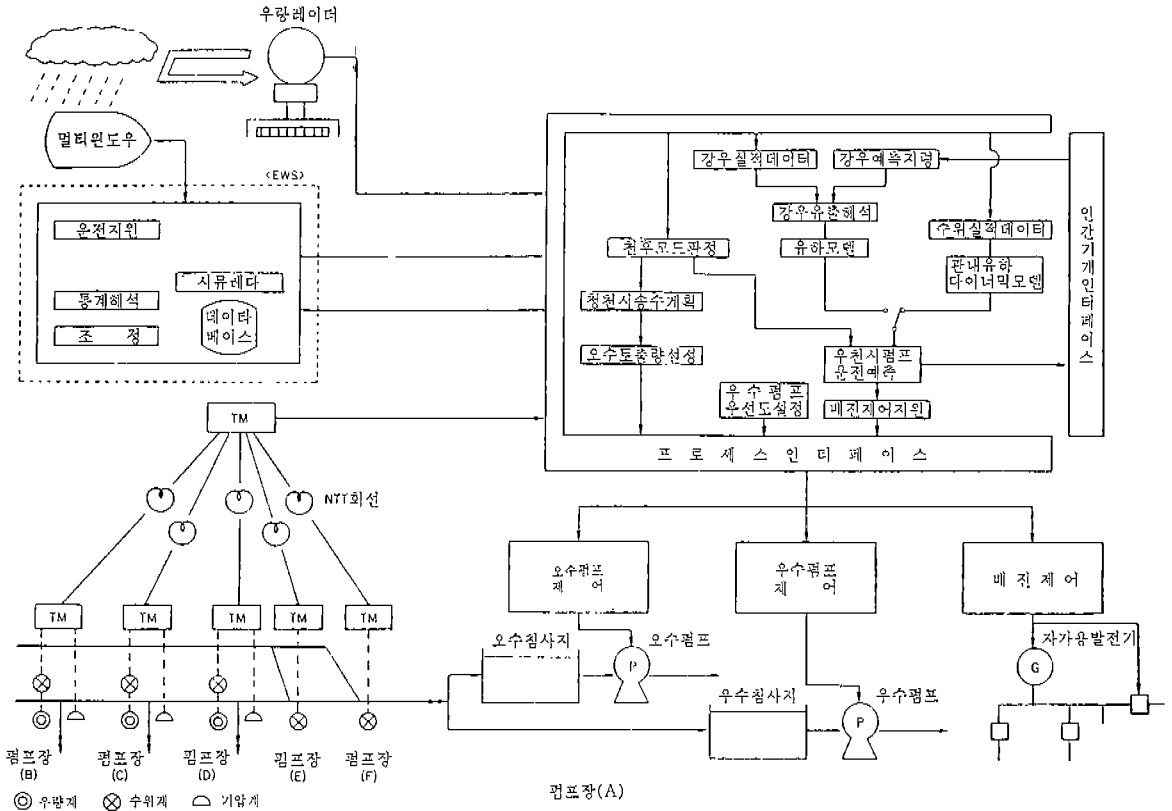 우량레이더
멀티윈도우
<EWS>
운전지원
시뮤레다
통계해석
데이타
베이스
조 정
강우실적데이터
강우예측지령
강우유출해석
수위실적데이터
천후모드판정
유하모델
관내유하
다이너믹모델
청천시송수계획
오수토출량선정
우천시펌프
운전예측
우수펌프
우선도설정
배전제어지원
인간기계인터페이스
프로세스인터페이스
TM
NTT회선
오수펌프
제어
우수펌프
제어
배전제어
TM
TM
TM
TM
TM
오수침사지
오수펌프
P
자가용발전기
G
우수침사지
우수펌프
P
펌프장
(B)
펌프장
(C)
펌프장
(D)
펌프장
(E)
펌프장
(F)
펌프장(A)
우량계
수위계
기압계